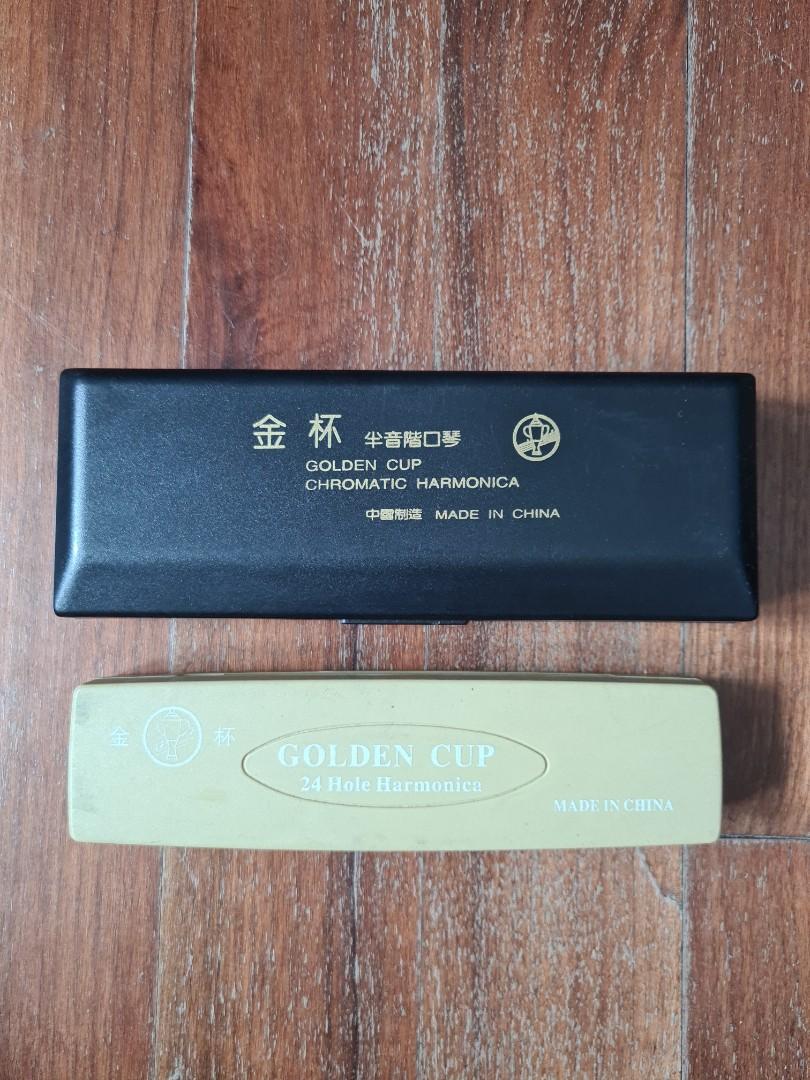 金杯 半音階口琴
GOLDEN CUP
CHROMATIC HARMONICA
中國制造 MADE IN CHINA
金 杯
GOLDEN CUP
24 Hole Harmonica
MADE IN CHINA